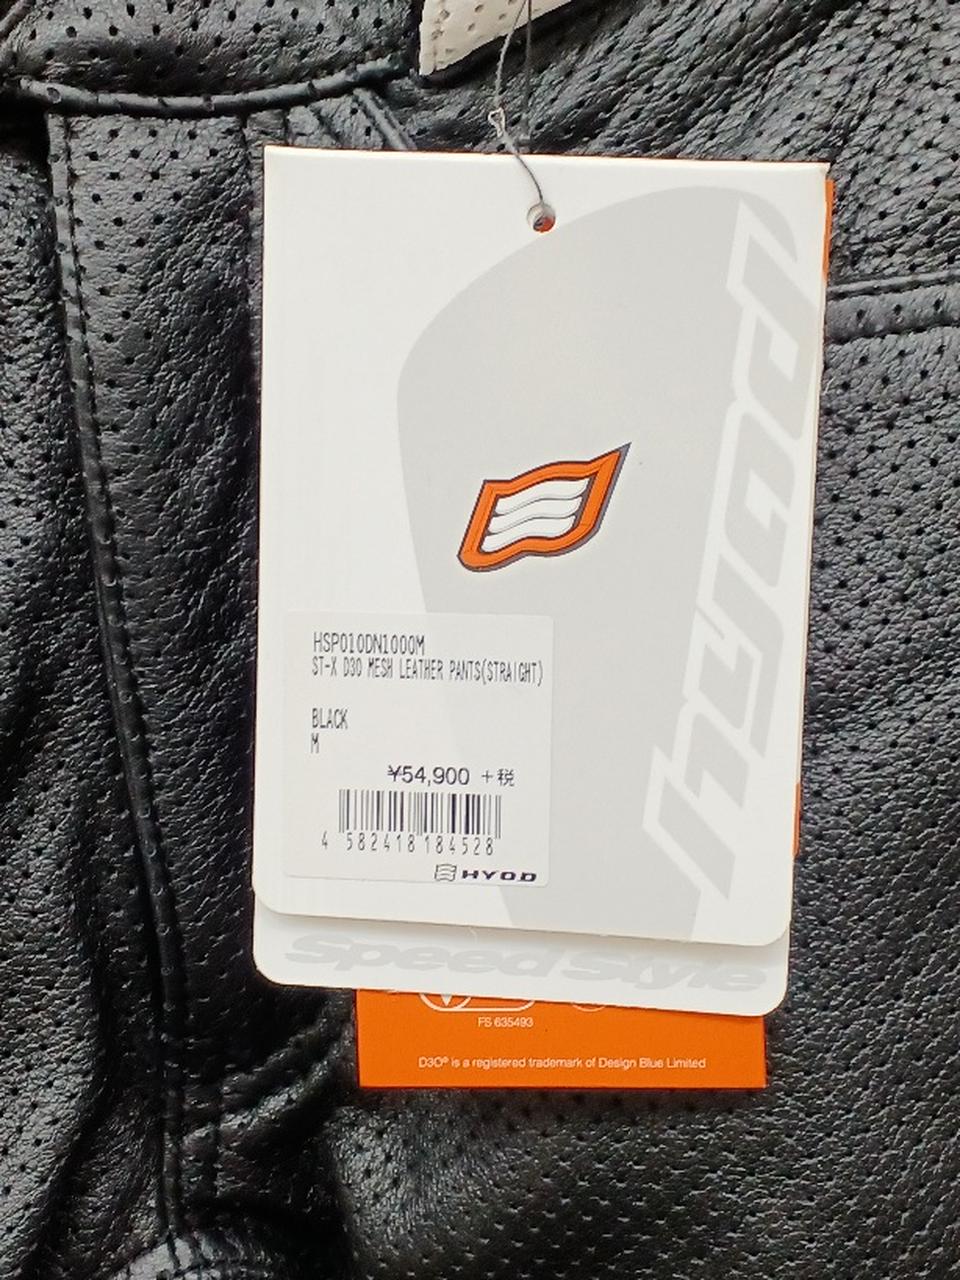 hyod
HSP010DN1000M
ST-X D3O MESH LEATHER PANTS(STRAIGHT)
BLACK
M
¥54,900 +税
4 582418 184528
HYOD
Speed Style
FS 635493
D3O® is a registered trademark of Design Blue Limited